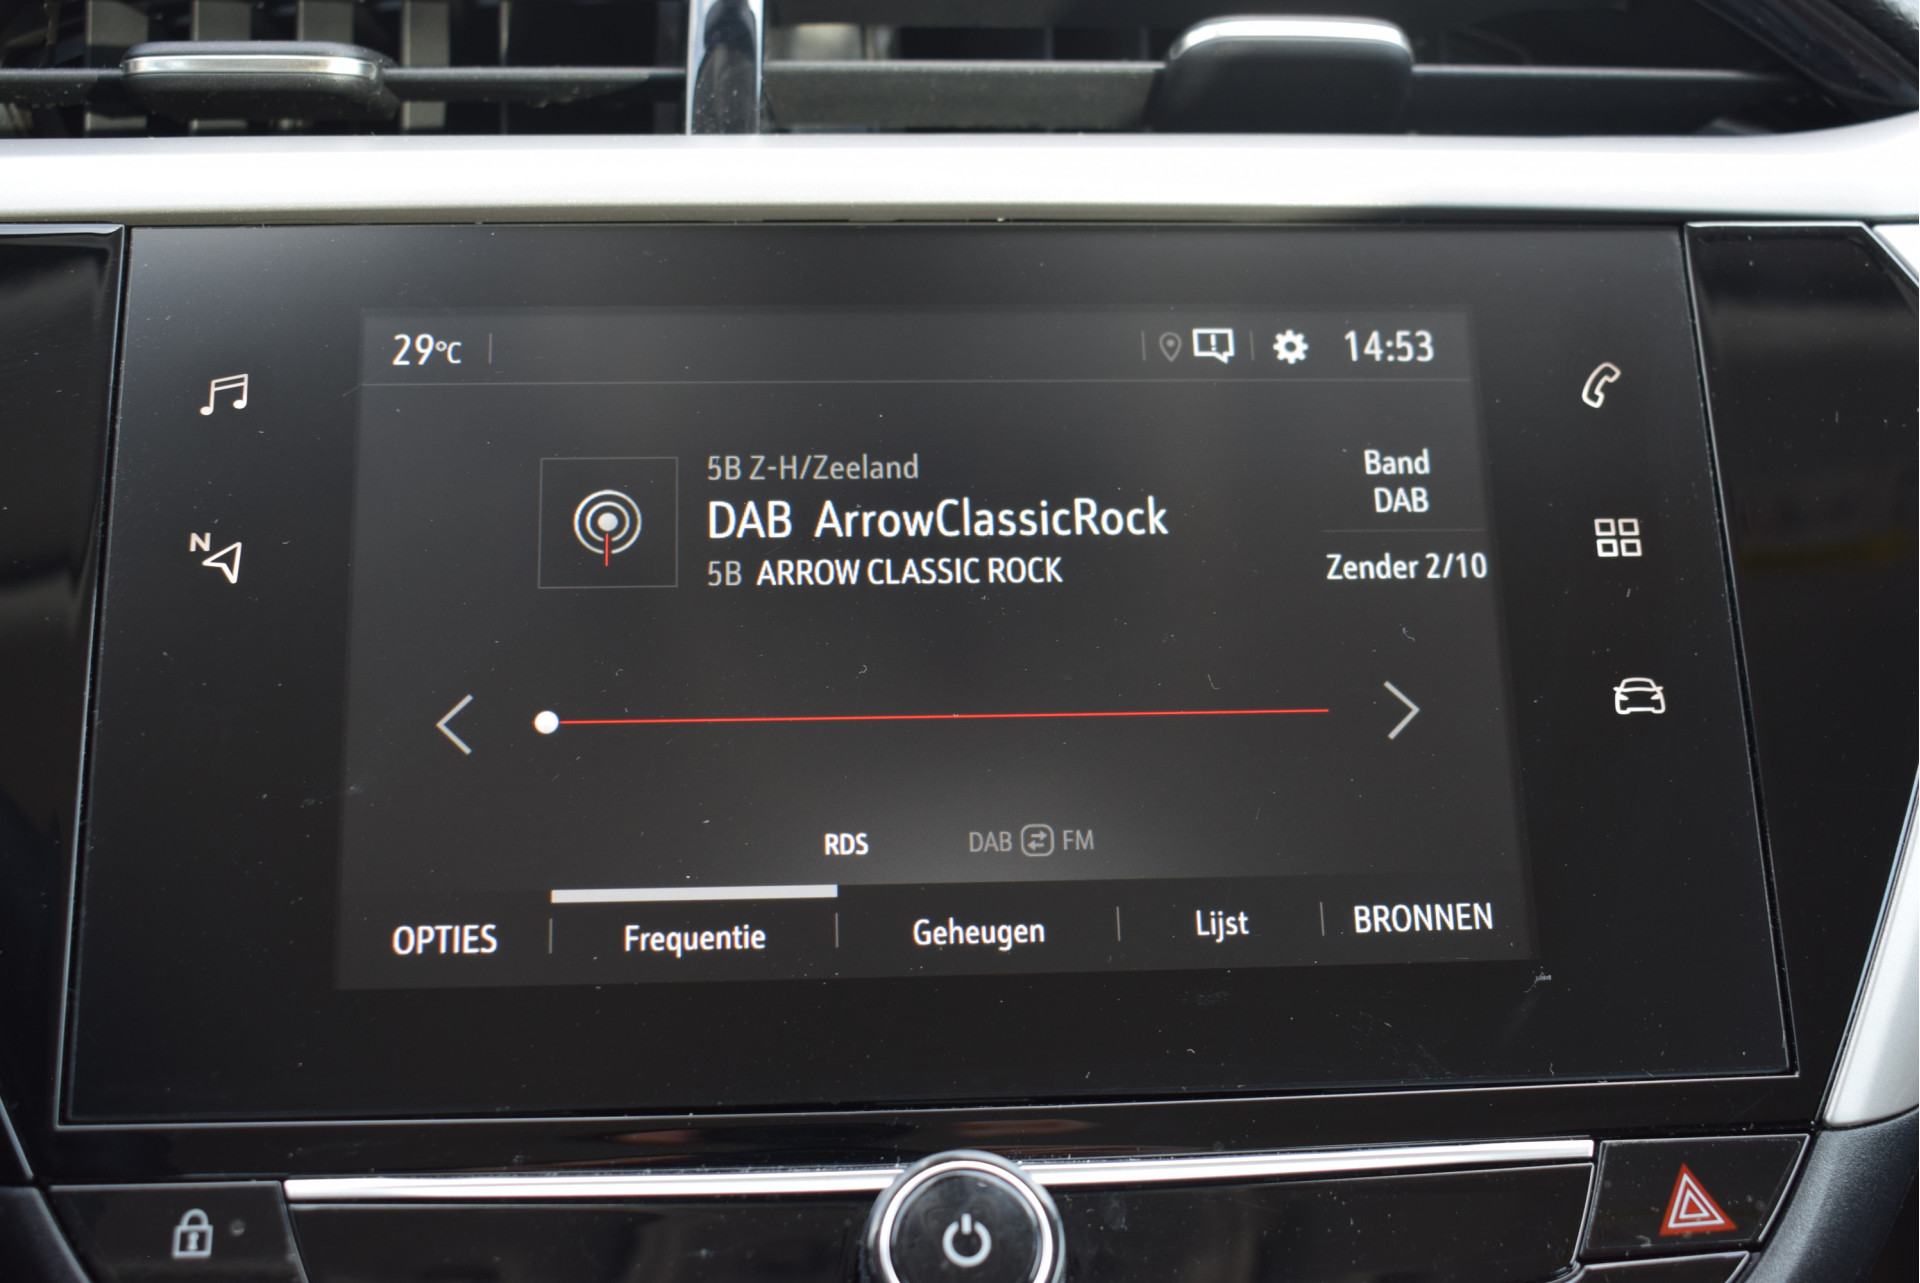 29°C
14:53
5B Z-H/Zeeland
DAB ArrowClassicRock
5B ARROW CLASSIC ROCK
Band
DAB
Zender 2/10
N
RDS
DAB FM
OPTIES Frequentie Geheugen Lijst BRONNEN